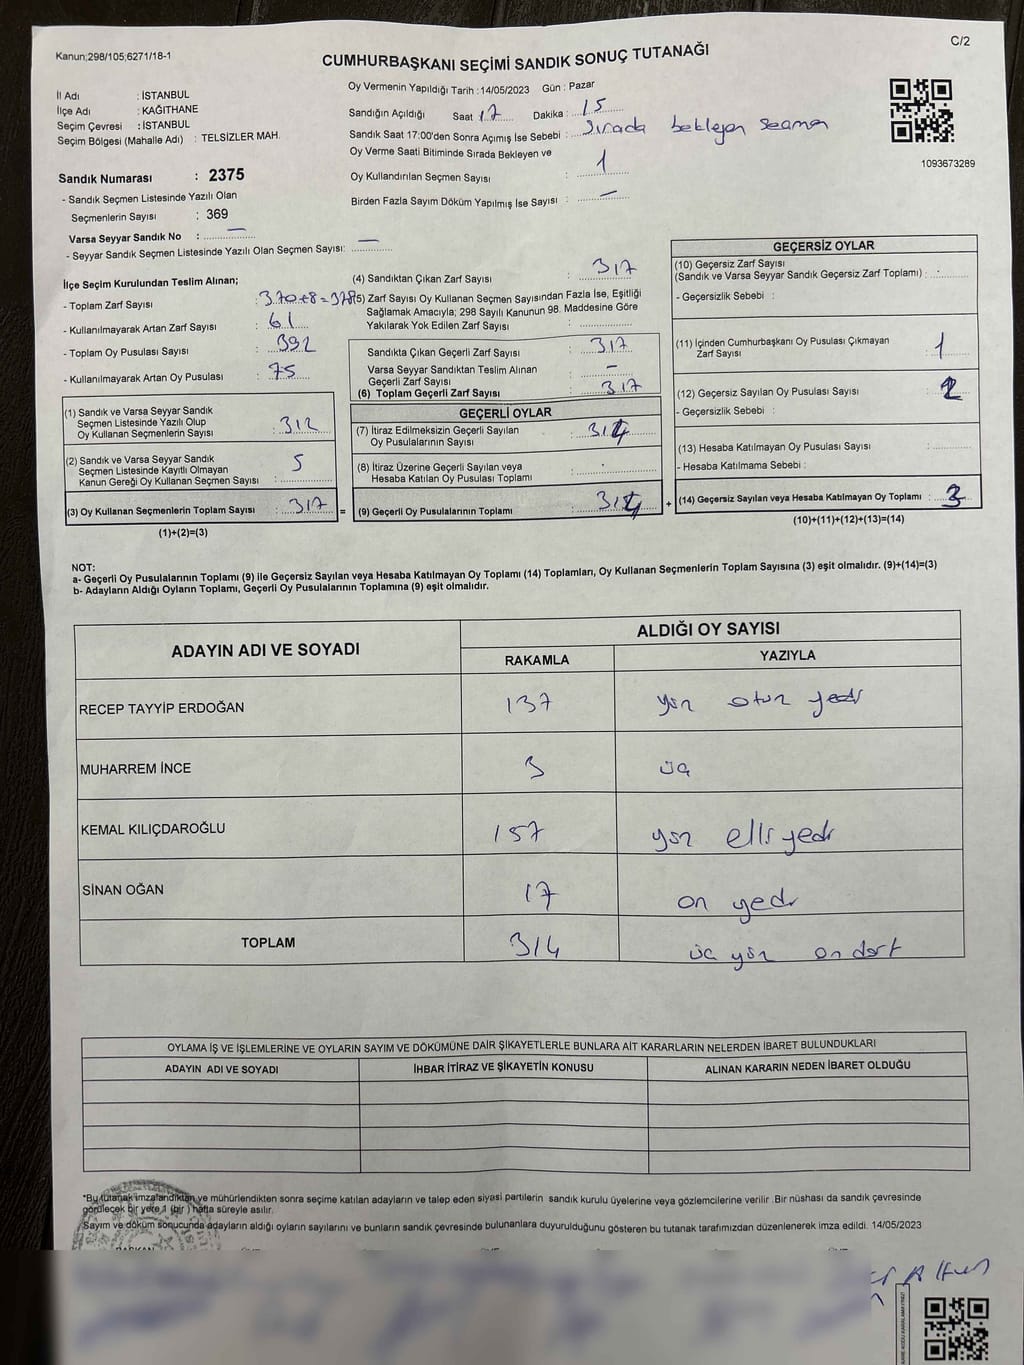 Kanun;298/105;6271/18-1
C/2
CUMHURBAŞKANI SEÇİMİ SANDIK SONUÇ TUTANAĞI
İl Adı : İSTANBUL
İlçe Adı : KAĞITHANE
Seçim Çevresi : İSTANBUL
Seçim Bölgesi (Mahalle Adı) : TELSİZLER MAH.
Oy Vermenin Yapıldığı Tarih : 14/05/2023 Gün : Pazar
Sandığın Açıldığı Saat 17 Dakika : 15
Sandık Saat 17:00'den Sonra Açımış İse Sebebi : Sırada bekleyen seçmen
Oy Verme Saati Bitiminde Sırada Bekleyen ve
Oy Kullandırılan Seçmen Sayısı : 1
Birden Fazla Sayım Döküm Yapılmış İse Sayısı : —
1093673289
Sandık Numarası : 2375
- Sandık Seçmen Listesinde Yazılı Olan
Seçmenlerin Sayısı : 369
Varsa Seyyar Sandık No : —
- Seyyar Sandık Seçmen Listesinde Yazılı Olan Seçmen Sayısı: —
İlçe Seçim Kurulundan Teslim Alınan;
- Toplam Zarf Sayısı : 370+8=378
- Kullanılmayarak Artan Zarf Sayısı : 61
- Toplam Oy Pusulası Sayısı : 392
- Kullanılmayarak Artan Oy Pusulası : 75
(1) Sandık ve Varsa Seyyar Sandık
Seçmen Listesinde Yazılı Olup
Oy Kullanan Seçmenlerin Sayısı : 312
(2) Sandık ve Varsa Seyyar Sandık
Seçmen Listesinde Kayıtlı Olmayan
Kanun Gereği Oy Kullanan Seçmen Sayısı : 5
(3) Oy Kullanan Seçmenlerin Toplam Sayısı : 317 =
(1)+(2)=(3)
(4) Sandıktan Çıkan Zarf Sayısı : 317
(5) Zarf Sayısı Oy Kullanan Seçmen Sayısından Fazla İse, Eşitliği
Sağlamak Amacıyla; 298 Sayılı Kanunun 98. Maddesine Göre
Yakılarak Yok Edilen Zarf Sayısı :
Sandıkta Çıkan Geçerli Zarf Sayısı : 317
Varsa Seyyar Sandıktan Teslim Alınan
Geçerli Zarf Sayısı : —
(6) Toplam Geçerli Zarf Sayısı : 317
GEÇERLİ OYLAR
(7) İtiraz Edilmeksizin Geçerli Sayılan
Oy Pusulalarının Sayısı : 314
(8) İtiraz Üzerine Geçerli Sayılan veya
Hesaba Katılan Oy Pusulası Toplamı :
(9) Geçerli Oy Pusulalarının Toplamı : 314 +
GEÇERSİZ OYLAR
(10) Geçersiz Zarf Sayısı
(Sandık ve Varsa Seyyar Sandık Geçersiz Zarf Toplamı) :
- Geçersizlik Sebebi :
(11) İçinden Cumhurbaşkanı Oy Pusulası Çıkmayan
Zarf Sayısı : 1
(12) Geçersiz Sayılan Oy Pusulası Sayısı : 2
- Geçersizlik Sebebi :
(13) Hesaba Katılmayan Oy Pusulası Sayısı :
- Hesaba Katılmama Sebebi :
(14) Geçersiz Sayılan veya Hesaba Katılmayan Oy Toplamı : 3
(10)+(11)+(12)+(13)=(14)
NOT:
a- Geçerli Oy Pusulalarının Toplamı (9) ile Geçersiz Sayılan veya Hesaba Katılmayan Oy Toplamı (14) Toplamları, Oy Kullanan Seçmenlerin Toplam Sayısına (3) eşit olmalıdır. (9)+(14)=(3)
b- Adayların Aldığı Oyların Toplamı, Geçerli Oy Pusulalarının Toplamına (9) eşit olmalıdır.
ADAYIN ADI VE SOYADI
ALDIĞI OY SAYISI
RAKAMLA YAZIYLA
RECEP TAYYİP ERDOĞAN 137 yüz otuz yedi
MUHARREM İNCE 3 üç
KEMAL KILIÇDAROĞLU 157 yüz elli yedi
SİNAN OĞAN 17 on yedi
TOPLAM 314 üç yüz on dört
OYLAMA İŞ VE İŞLEMLERİNE VE OYLARIN SAYIM VE DÖKÜMÜNE DAİR ŞİKAYETLERLE BUNLARA AİT KARARLARIN NELERDEN İBARET BULUNDUKLARI
ADAYIN ADI VE SOYADI İHBAR İTİRAZ VE ŞİKAYETİN KONUSU ALINAN KARARIN NEDEN İBARET OLDUĞU
*Bu tutanak imzalandıktan ve mühürlendikten sonra seçime katılan adayların ve talep eden siyasi partilerin sandık kurulu üyelerine veya gözlemcilerine verilir .Bir nüshası da sandık çevresinde
görülecek bir yere 1 (bir ) hafta süreyle asılır.
Sayım ve döküm sonucunda adayların aldığı oyların sayılarını ve bunların sandık çevresinde bulunanlara duyurulduğunu gösteren bu tutanak tarafımızdan düzenlenerek imza edildi. 14/05/2023